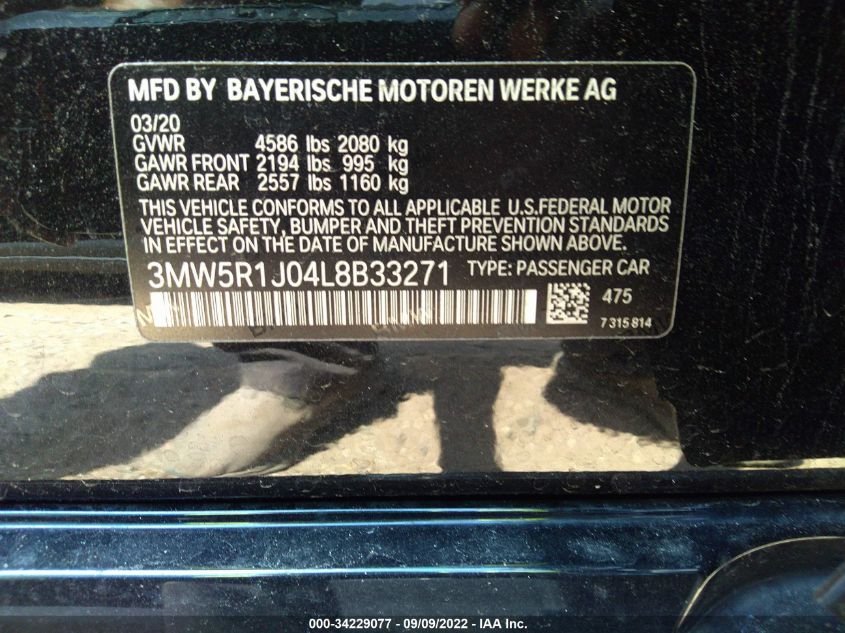 MFD BY BAYERISCHE MOTOREN WERKE AG
03/20
GVWR 4586 lbs 2080 kg
GAWR FRONT 2194 lbs 995 kg
GAWR REAR 2557 lbs 1160 kg
THIS VEHICLE CONFORMS TO ALL APPLICABLE U.S.FEDERAL MOTOR
VEHICLE SAFETY, BUMPER AND THEFT PREVENTION STANDARDS
IN EFFECT ON THE DATE OF MANUFACTURE SHOWN ABOVE.
3MW5R1J04L8B33271 TYPE: PASSENGER CAR
475
7 315 814
000-34229077 - 09/09/2022 - IAA Inc.